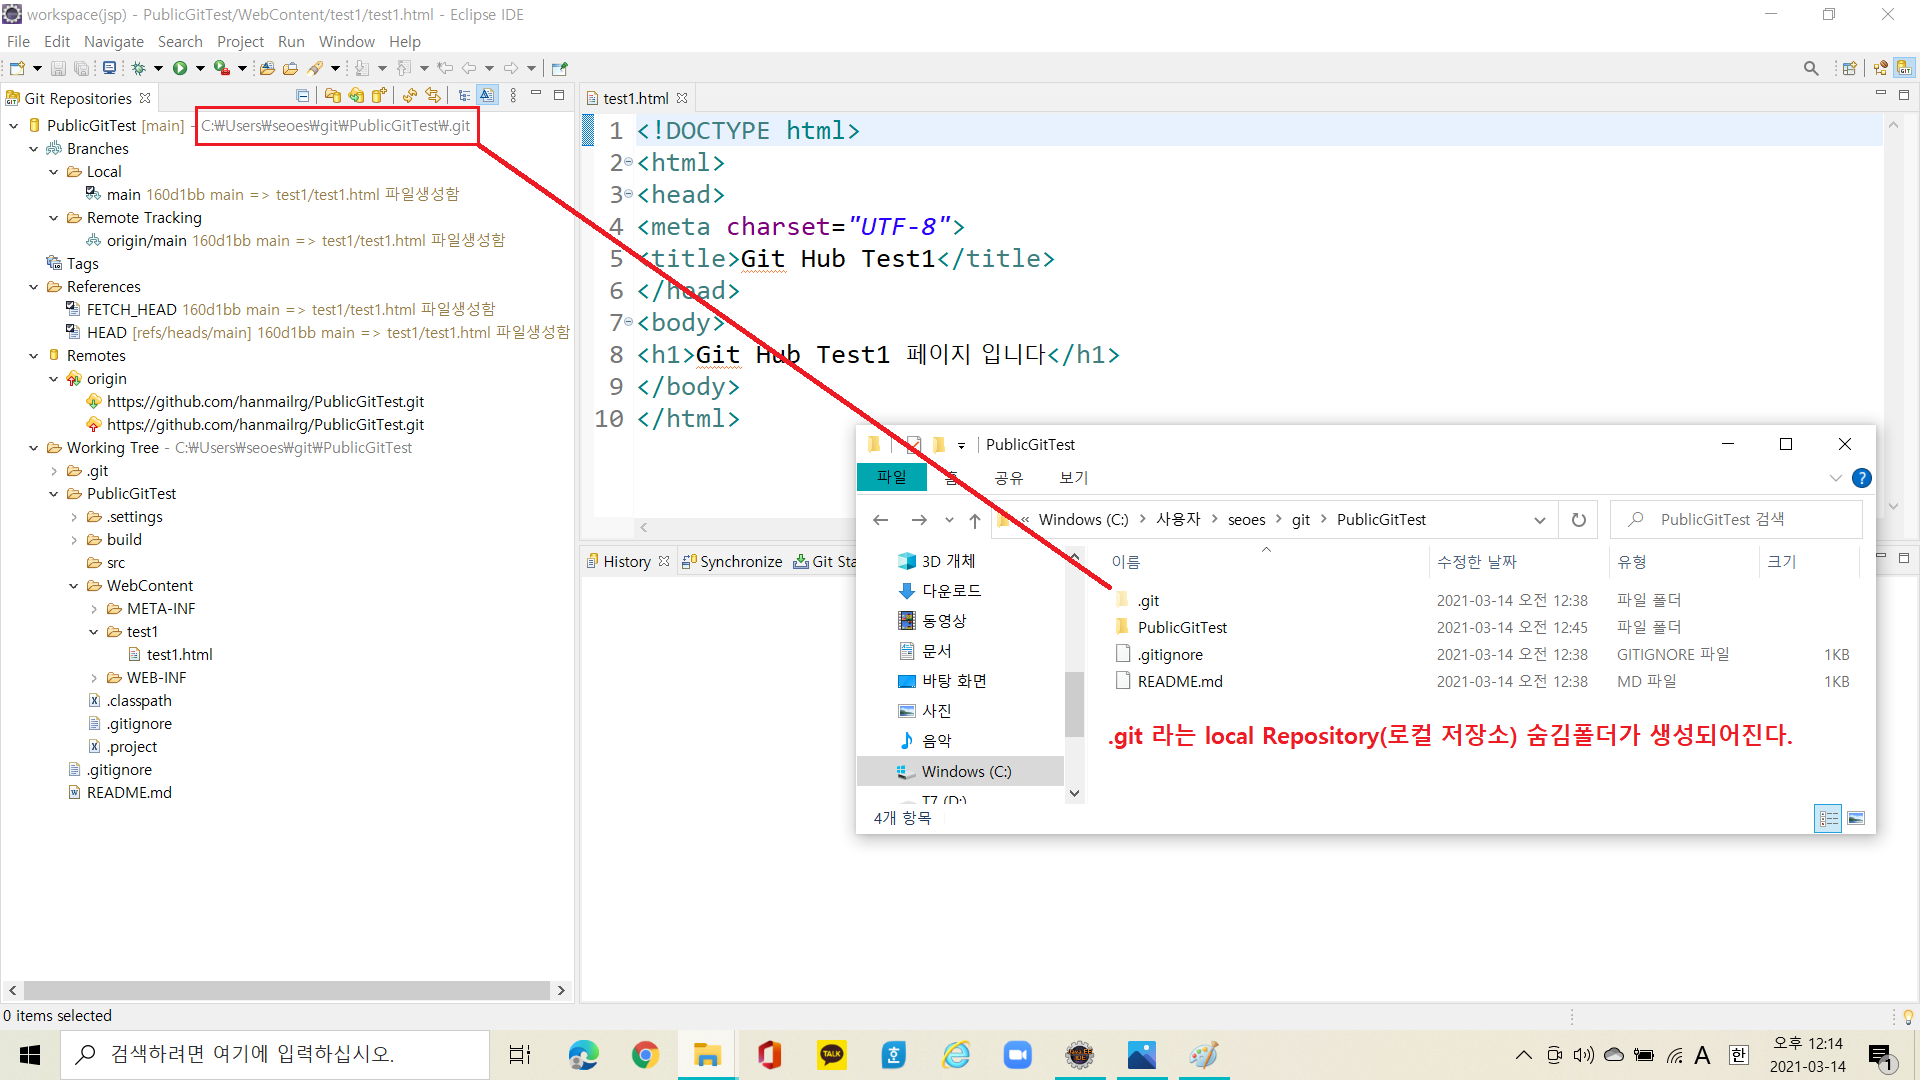 workspace(jsp) - PublicGitTest/WebContent/test1/test1.html - Eclipse IDE
File Edit Navigate Search Project Run Window Help
Git Repositories
PublicGitTest [main] - C:₩Users₩seoes₩git₩PublicGitTest₩.git
Branches
Local
main 160d1bb main => test1/test1.html 파일생성함
Remote Tracking
origin/main 160d1bb main => test1/test1.html 파일생성함
Tags
References
FETCH_HEAD 160d1bb main => test1/test1.html 파일생성함
HEAD [refs/heads/main] 160d1bb main => test1/test1.html 파일생성함
Remotes
origin
https://github.com/hanmailrg/PublicGitTest.git
https://github.com/hanmailrg/PublicGitTest.git
Working Tree - C:₩Users₩seoes₩git₩PublicGitTest
.git
PublicGitTest
.settings
build
src
WebContent
META-INF
test1
test1.html
WEB-INF
.classpath
.gitignore
.project
.gitignore
README.md
0 items selected
test1.html
1 <!DOCTYPE html>
2 <html>
3 <head>
4 <meta charset="UTF-8">
5 <title>Git Hub Test1</title>
6 </head>
7 <body>
8 <h1>Git Hub Test1 페이지 입니다</h1>
9 </body>
10 </html>
History Synchronize Git Sta
PublicGitTest
파일 홈 공유 보기
« Windows (C:) > 사용자 > seoes > git > PublicGitTest
PublicGitTest 검색
3D 개체
다운로드
동영상
문서
바탕 화면
사진
음악
Windows (C:)
T7 (D:)
이름 수정한 날짜 유형 크기
.git 2021-03-14 오전 12:38 파일 폴더
PublicGitTest 2021-03-14 오전 12:45 파일 폴더
.gitignore 2021-03-14 오전 12:38 GITIGNORE 파일 1KB
README.md 2021-03-14 오전 12:38 MD 파일 1KB
.git 라는 local Repository(로컬 저장소) 숨김폴더가 생성되어진다.
4개 항목
검색하려면 여기에 입력하십시오.
TALK
호
A 한
오후 12:14
2021-03-14
1